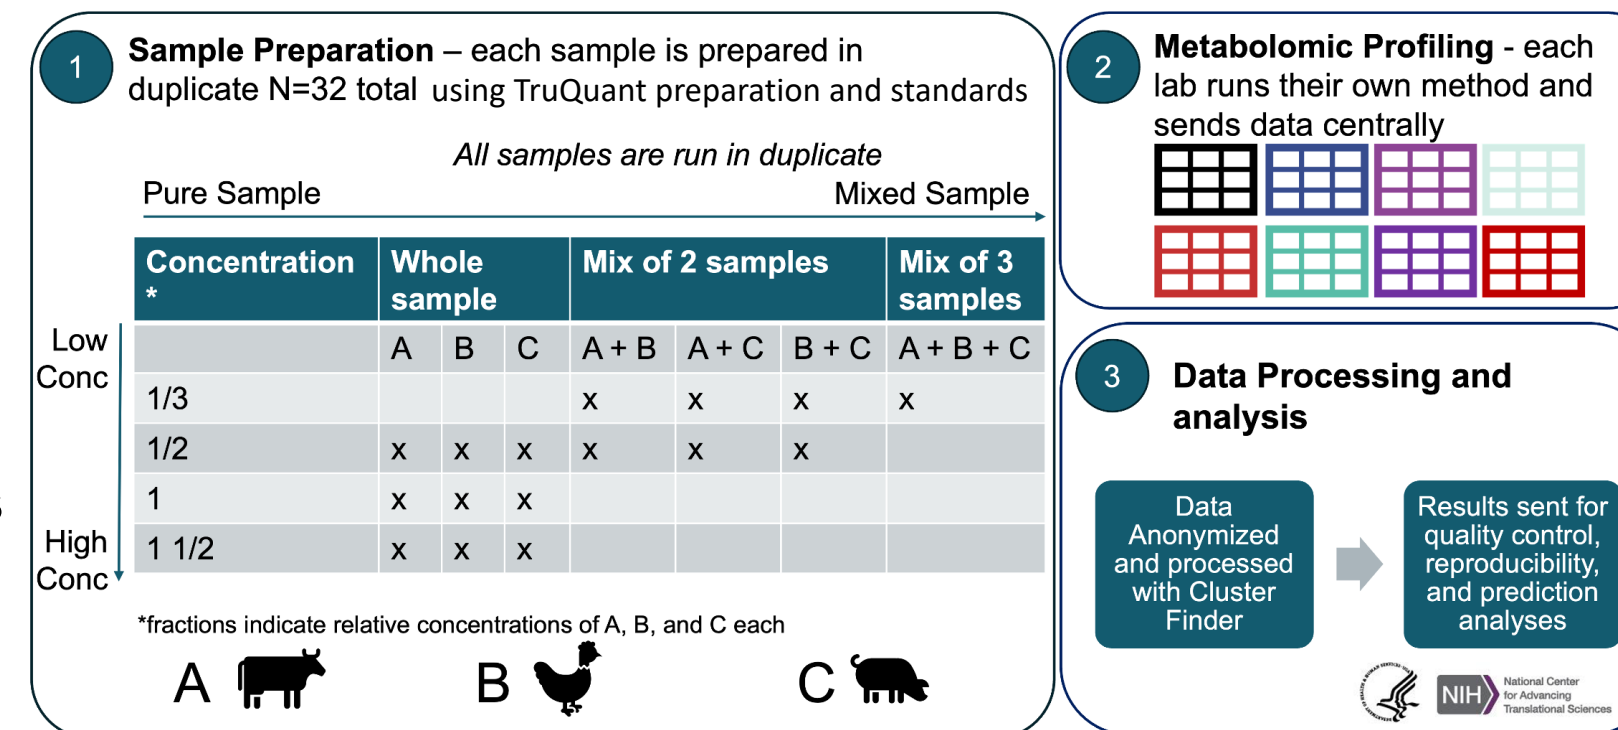 1
Sample Preparation – each sample is prepared in
duplicate N=32 total using TruQuant preparation and standards
All samples are run in duplicate
Pure Sample Mixed Sample
Concentration Whole Mix of 2 samples Mix of 3
* sample samples
Low
Conc
A B C A + B A + C B + C A + B + C
1/3 x x x x
1/2 x x x x x x
1 x x x
High
Conc
1 1/2 x x x
*fractions indicate relative concentrations of A, B, and C each
A B C
2
Metabolomic Profiling - each
lab runs their own method and
sends data centrally
3
Data Processing and
analysis
Data
Anonymized
and processed
with Cluster
Finder
Results sent for
quality control,
reproducibility,
and prediction
analyses
NIH
National Center
for Advancing
Translational Sciences